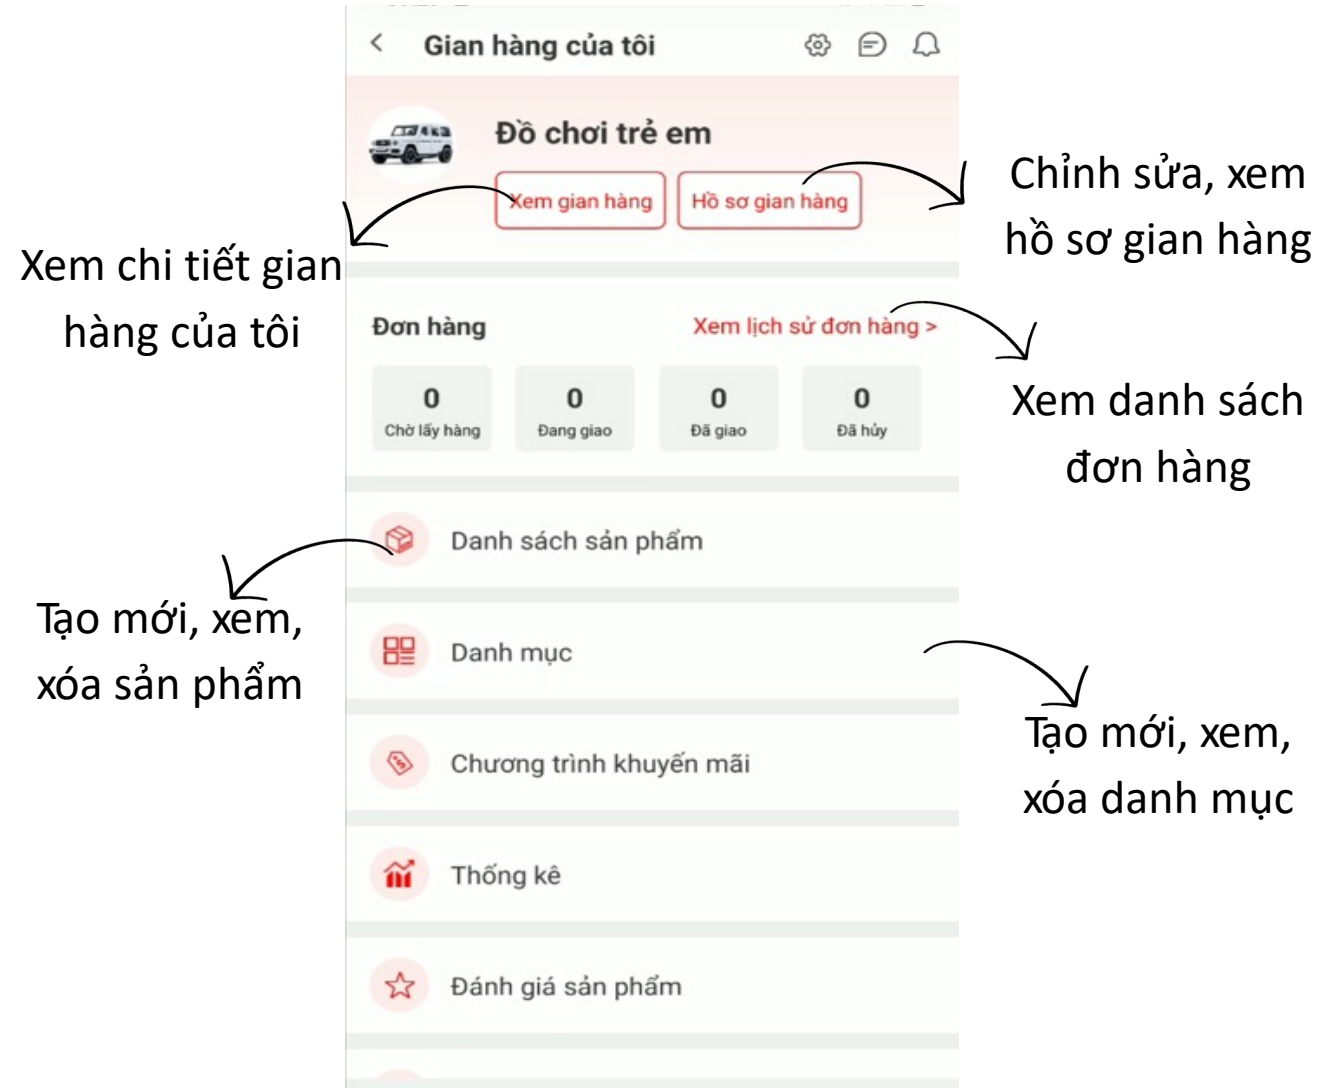 Gian hàng của tôi
Đồ chơi trẻ em
Xem gian hàng
Hồ sơ gian hàng
Chỉnh sửa, xem
hồ sơ gian hàng
Xem chi tiết gian
hàng của tôi
Đơn hàng
Xem lịch sử đơn hàng >
0
Chờ lấy hàng
0
Đang giao
0
Đã giao
0
Đã hủy
Xem danh sách
đơn hàng
Danh sách sản phẩm
Tạo mới, xem,
xóa sản phẩm
Danh mục
Tạo mới, xem,
xóa danh mục
Chương trình khuyến mãi
Thống kê
Đánh giá sản phẩm